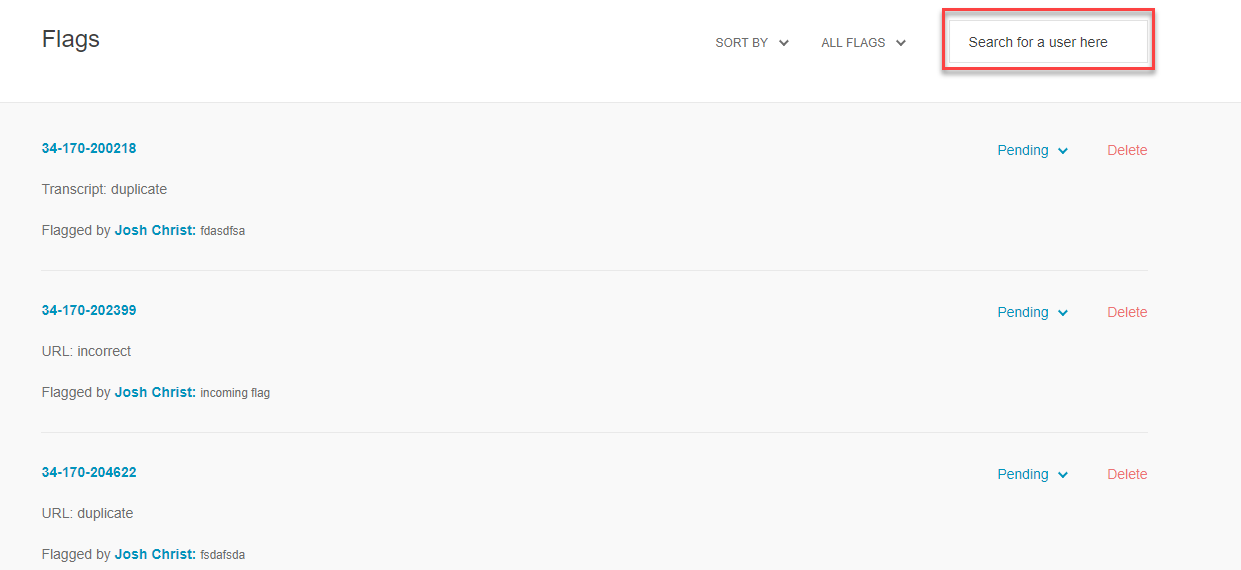 Flags
SORT BY ALL FLAGS Search for a user here
34-170-200218 Pending Delete
Transcript: duplicate
Flagged by Josh Christ: fdasdfsa
34-170-202399 Pending Delete
URL: incorrect
Flagged by Josh Christ: incoming flag
34-170-204622 Pending Delete
URL: duplicate
Flagged by Josh Christ: fsdafsda